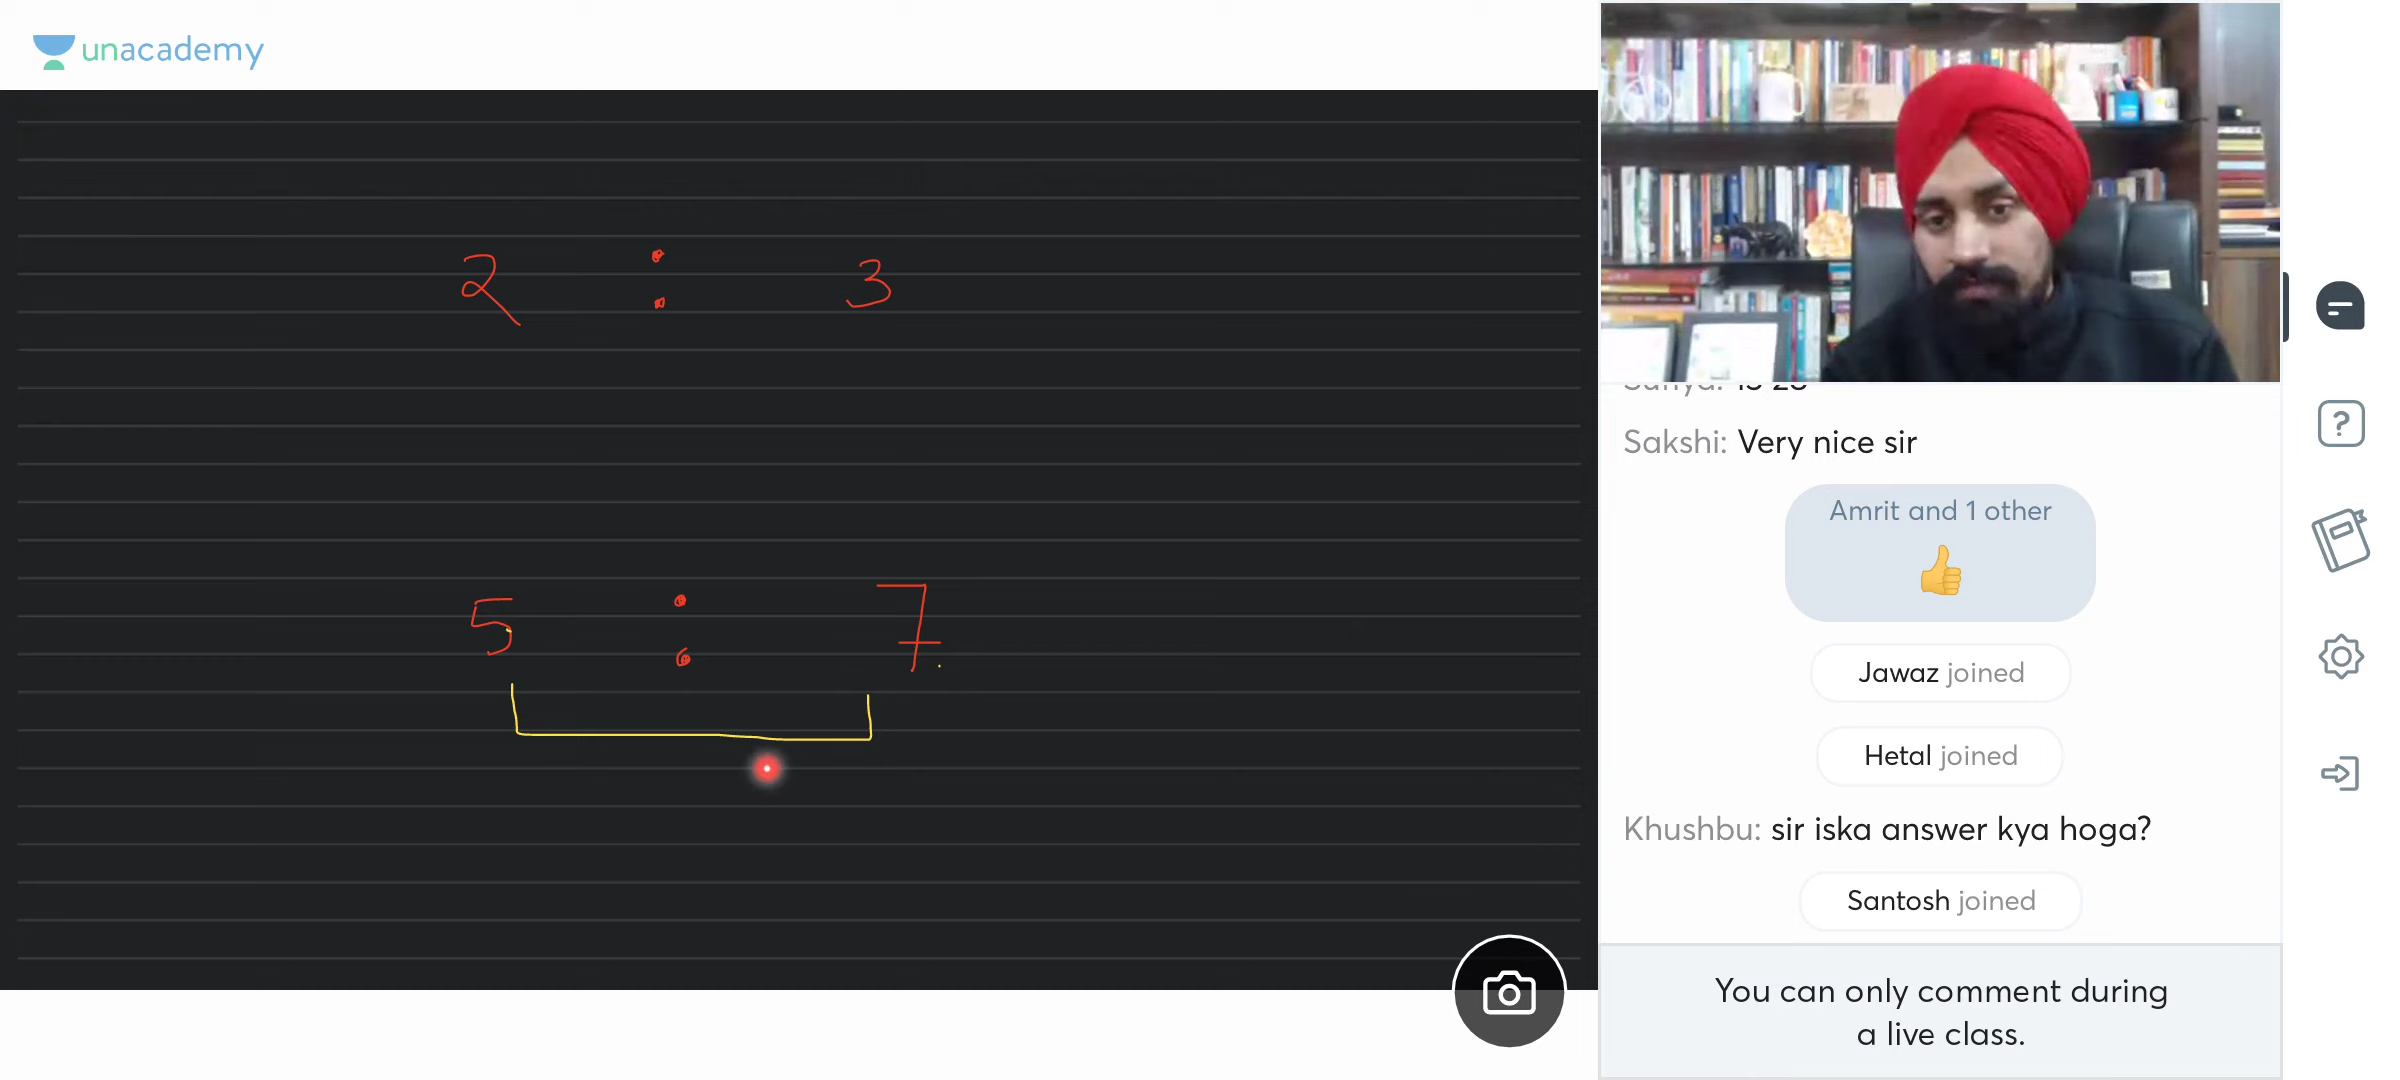 unacademy
2 : 3
5 : 7
Sakshi: Very nice sir
Amrit and 1 other
Jawaz joined
Hetal joined
Khushbu: sir iska answer kya hoga?
Santosh joined
You can only comment during
a live class.